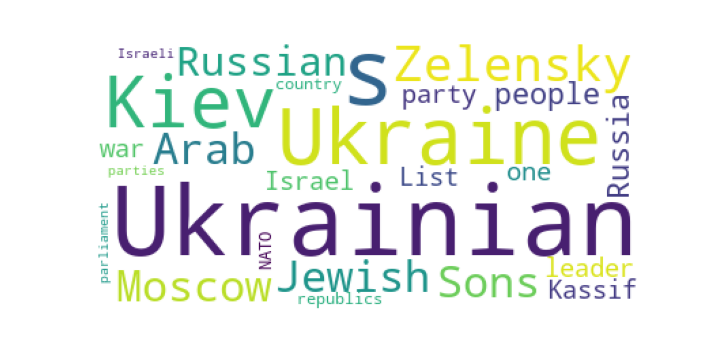 Israeli
Russian
s
Zelensky
country
Kiev
party
people
Ukraine
Russia
war
Arab
Israel
List
one
parties
Ukrainian
parliament
NATO
Moscow
Jewish
Sons
leader
Kassif
republics